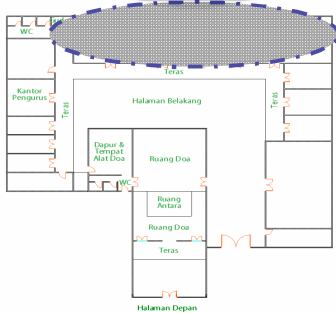 WC
Teras
Kantor
Pengurus
Teras
Halaman Belakang
Teras
Dapur &
Tempat
Alat Doa
Ruang Doa
WC
Ruang
Antara
Ruang Doa
Teras
Halaman Depan